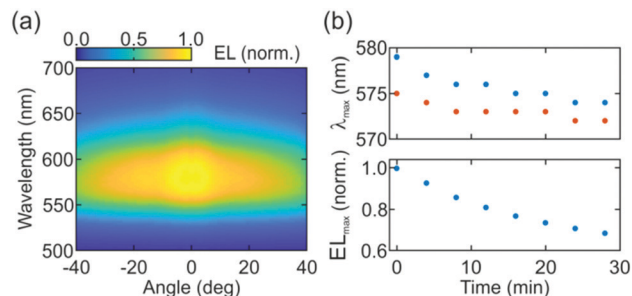 (a)
0.0 0.5 1.0
EL (norm.)
700
650
600
550
500
Wavelength (nm)
-40 -20 0 20 40
Angle (deg)
(b)
580
575
570
λmax (nm)
1.0
0.8
0.6
ELmax (norm.)
0 10 20 30
Time (min)